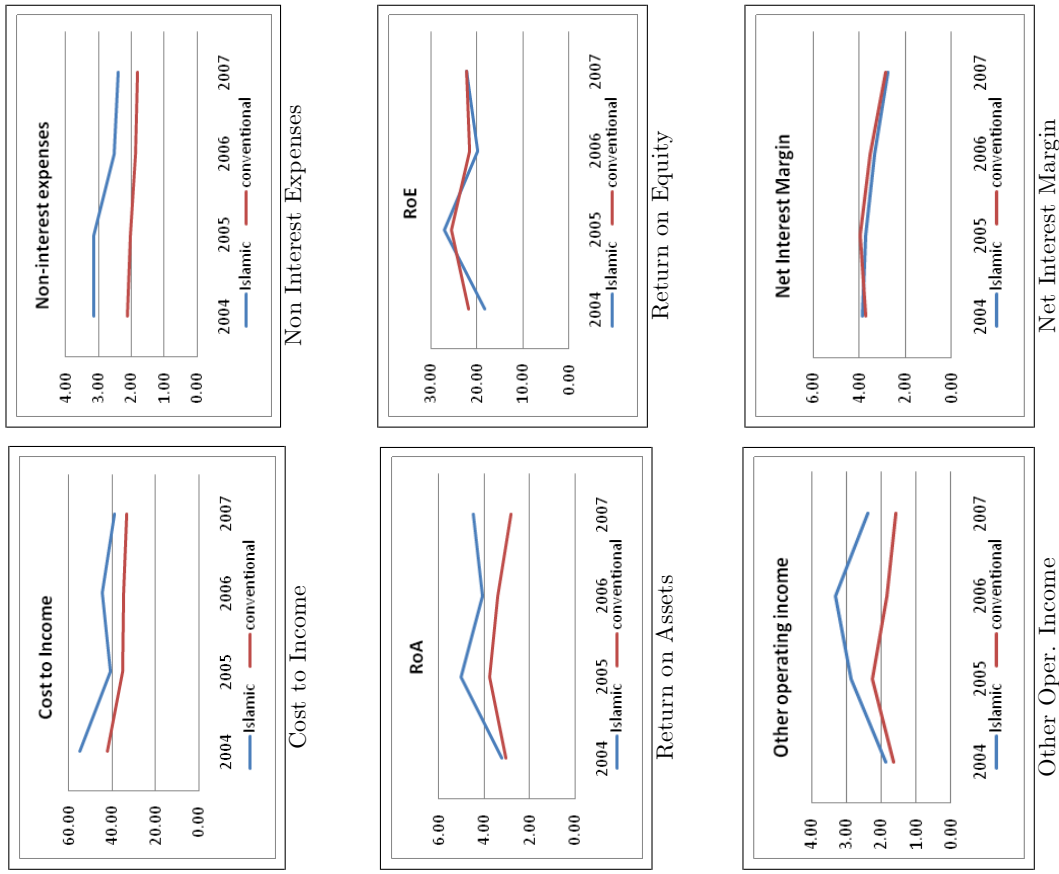 Cost to Income
60.00
40.00
20.00
0.00
2004 2005 2006 2007
Islamic conventional
Cost to Income
Non-interest expenses
4.00
3.00
2.00
1.00
0.00
2004 2005 2006 2007
Islamic conventional
Non Interest Expenses
RoA
6.00
4.00
2.00
0.00
2004 2005 2006 2007
Islamic conventional
Return on Assets
RoE
30.00
20.00
10.00
0.00
2004 2005 2006 2007
Islamic conventional
Return on Equity
Other operating income
4.00
3.00
2.00
1.00
0.00
2004 2005 2006 2007
Islamic conventional
Other Oper. Income
Net Interest Margin
6.00
4.00
2.00
0.00
2004 2005 2006 2007
Islamic conventional
Net Interest Margin